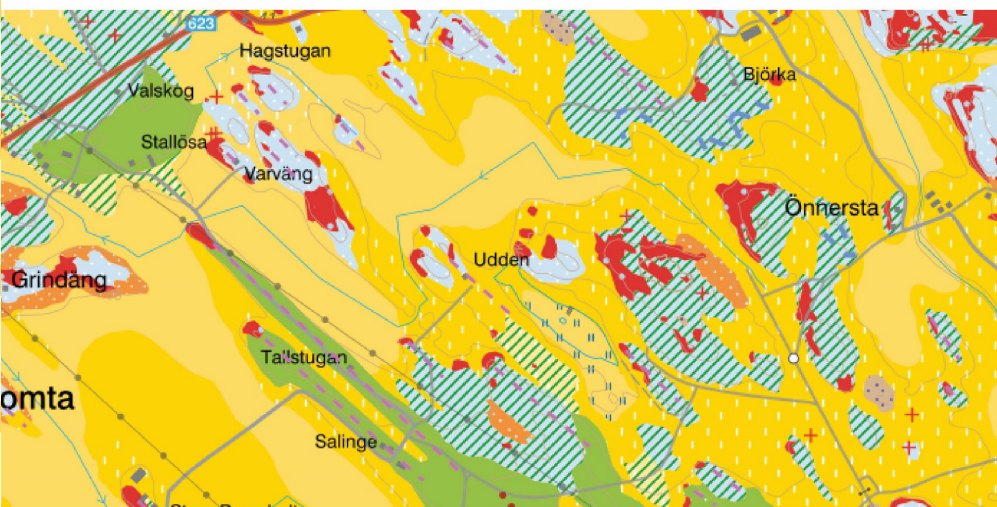 623
Hagstugan
Björka
Valskog
Stallösa
Varväng
Önnersta
Udden
Grindäng
Tallstugan
omta
Salinge